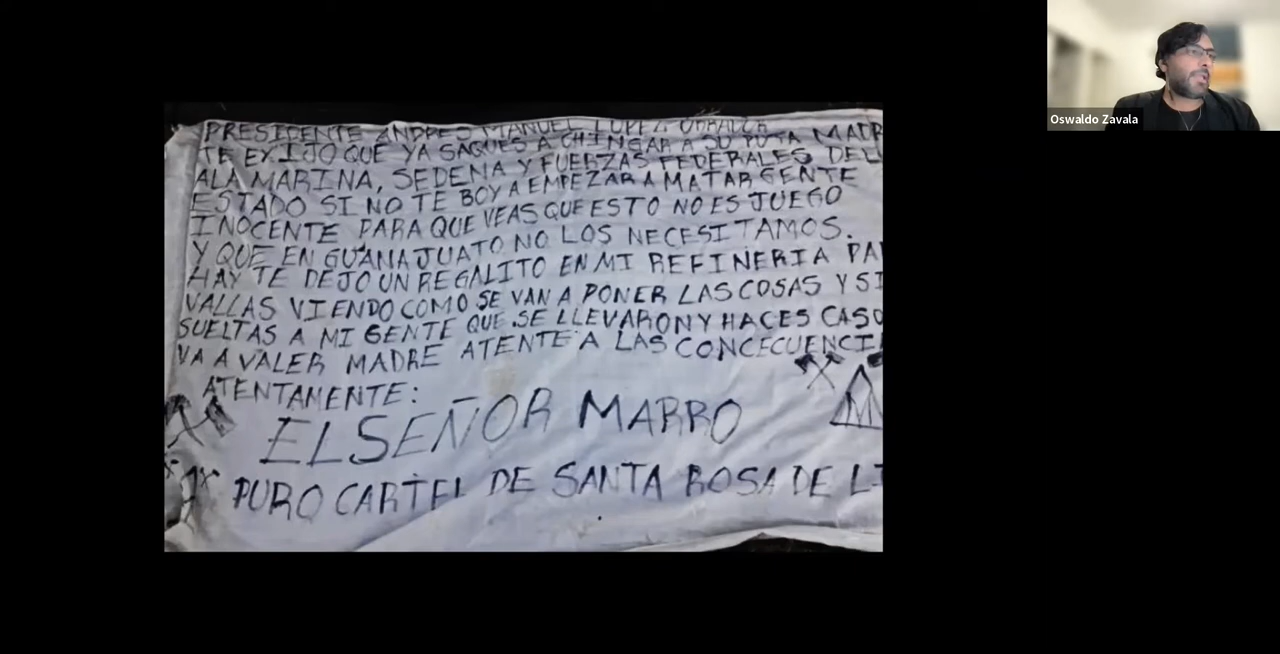 PRESIDENTE ANDRES MANUEL LOPEZ OBRADOR
TE EXIJO QUE YA SAQUES A CHINGAR A SU PUTA MADR
ALA MARINA, SEDENA Y FUERZAS FEDERALES DEL
ESTADO SI NO TE BOY A EMPEZAR A MATAR GENTE
INOCENTE PARA QUE VEAS QUE ESTO NO ES JUEGO
Y QUE EN GUANAJUATO NO LOS NECESITAMOS.
HAY TE DEJO UN REGALITO EN MI REFINERIA PA
VALLAS VIENDO COMO SE VAN A PONER LAS COSAS Y SI
SUELTAS A MI GENTE QUE SE LLEVARON Y HACES CASO
VA A VALER MADRE ATENTE A LAS CONCECUENCI
ATENTAMENTE:
EL SEÑOR MARRO
PURO CARTEL DE SANTA ROSA DE LI
Oswaldo Zavala